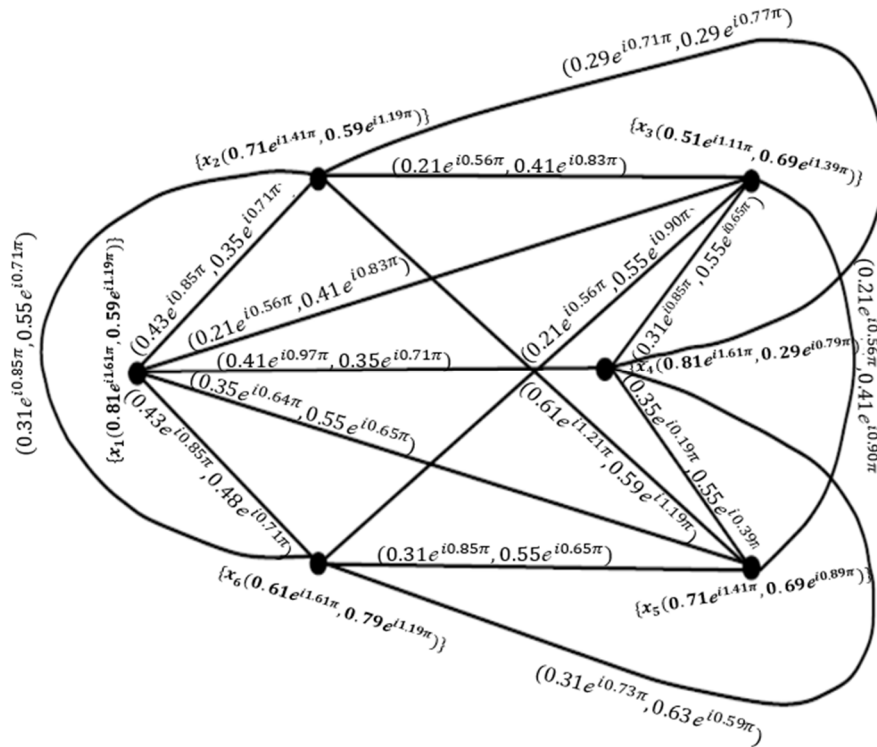 (0.29e^{i0.71π}, 0.29e^{i0.77π})
{x₂(0.71e^{i1.41π}, 0.59e^{i1.19π})}
{x₃(0.51e^{i1.11π}, 0.69e^{i1.39π})}
(0.21e^{i0.56π}, 0.41e^{i0.83π})
(0.31e^{i0.85π}, 0.55e^{i0.71π})
{x₁(0.81e^{i1.61π}, 0.59e^{i1.19π})}
(0.43e^{i0.85π}, 0.35e^{i0.71π}
(0.21e^{i0.56π}, 0.41e^{i0.83π})
(0.21e^{i0.56π}, 0.55e^{i0.90π}
(0.31e^{i0.85π}, 0.55e^{i0.65π})
(0.21e^{i0.56π}, 0.41e^{i0.90π}
(0.41e^{i0.97π}, 0.35e^{i0.71π})
{x₄(0.81e^{i1.61π}, 0.29e^{i0.79π})
(0.35e^{i0.64π}, 0.55e^{i0.65π})
(0.43e^{i0.85π}, 0.48e^{i0.71π})
(0.61e^{i1.21π}, 0.59e^{i1.19π})
(0.35e^{i0.19π}, 0.55e^{i0.39π}
(0.31e^{i0.85π}, 0.55e^{i0.65π})
{x₆(0.61e^{i1.61π}, 0.79e^{i1.19π})}
{x₅(0.71e^{i1.41π}, 0.69e^{i0.89π})}
(0.31e^{i0.73π}, 0.63e^{i0.59π})